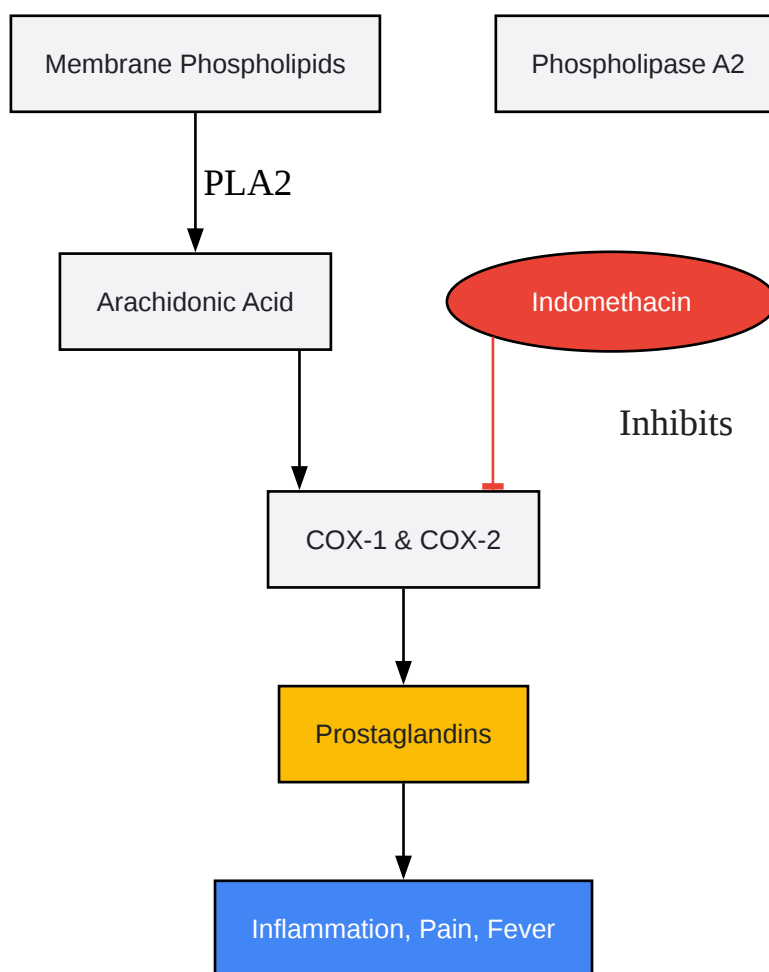 Membrane Phospholipids
Phospholipase A2
PLA2
Arachidonic Acid
Indomethacin
Inhibits
COX-1 & COX-2
Prostaglandins
Inflammation, Pain, Fever